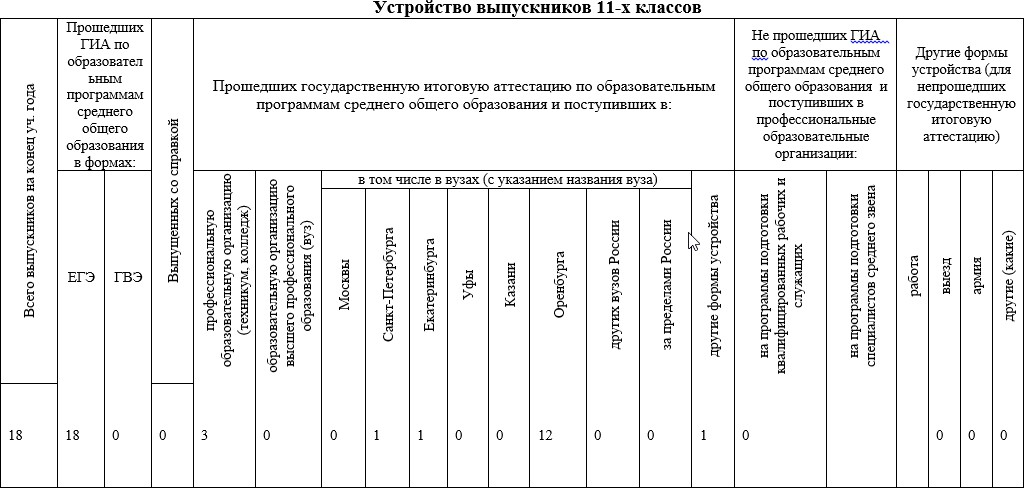 Устройство выпускников 11-х классов
Всего выпускников на конец уч. года
Прошедших
ГИА по
образовател
ьным
программам
среднего
общего
образования
в формах:
ЕГЭ
ГВЭ
Выпущенных со справкой
Прошедших государственную итоговую аттестацию по образовательным
программам среднего общего образования и поступивших в:
профессиональную
образовательную организацию
(техникум, колледж)
образовательную организацию
высшего профессионального
образования (вуз)
в том числе в вузах (с указанием названия вуза)
Москвы
Санкт-Петербурга
Екатеринбурга
Уфы
Казани
Оренбурга
других вузов России
за пределами России
другие формы устройства
Не прошедших ГИА
по образовательным
программам среднего
общего образования и
поступивших в
профессиональные
образовательные
организации:
на программы подготовки
квалифицированных рабочих и
служащих
на программы подготовки
специалистов среднего звена
Другие формы
устройства (для
непрошедших
государственную
итоговую
аттестацию)
работа
выезд
армия
другие (какие)
18 18 0 0 3 0 0 1 1 0 0 12 0 0 1 0 0 0 0